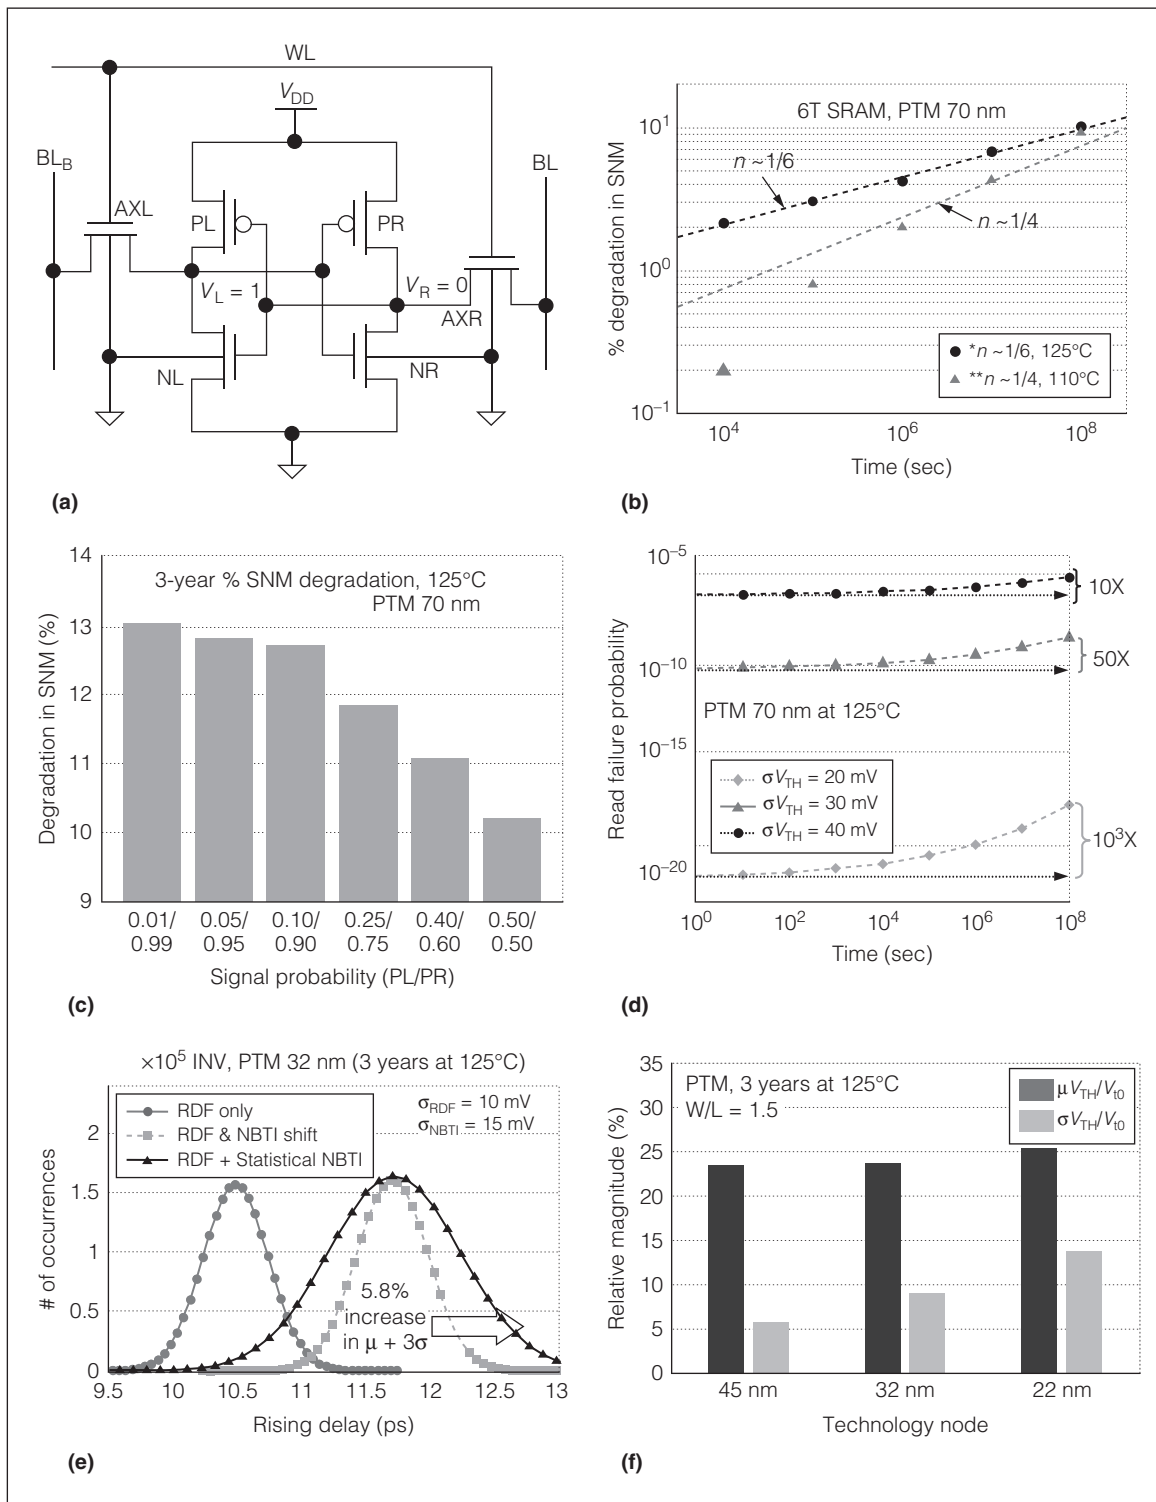 WL
V_DD
BL_B
BL
AXL
PL
PR
V_L = 1
V_R = 0
AXR
NL
NR
(a)
6T SRAM, PTM 70 nm
% degradation in SNM
10^1
10^0
10^−1
n ~1/6
n ~1/4
*n ~1/6, 125°C
**n ~1/4, 110°C
10^4
10^6
10^8
Time (sec)
(b)
3-year % SNM degradation, 125°C
PTM 70 nm
Degradation in SNM (%)
14
13
12
11
10
9
0.01/ 0.05/ 0.10/ 0.25/ 0.40/ 0.50/
0.99 0.95 0.90 0.75 0.60 0.50
Signal probability (PL/PR)
(c)
Read failure probability
10^−5
10^−10
10^−15
10^−20
10X
50X
PTM 70 nm at 125°C
σV_TH = 20 mV
σV_TH = 30 mV
σV_TH = 40 mV
10^3X
10^0 10^2 10^4 10^6 10^8
Time (sec)
(d)
×10^5 INV, PTM 32 nm (3 years at 125°C)
# of occurrences
2
1.5
1
0.5
0
RDF only
RDF & NBTI shift
RDF + Statistical NBTI
σ_RDF = 10 mV
σ_NBTI = 15 mV
5.8%
increase
in μ + 3σ
9.5 10 10.5 11 11.5 12 12.5 13
Rising delay (ps)
(e)
Relative magnitude (%)
35
30
25
20
15
10
5
0
PTM, 3 years at 125°C
W/L = 1.5
μV_TH/V_t0
σV_TH/V_t0
45 nm 32 nm 22 nm
Technology node
(f)